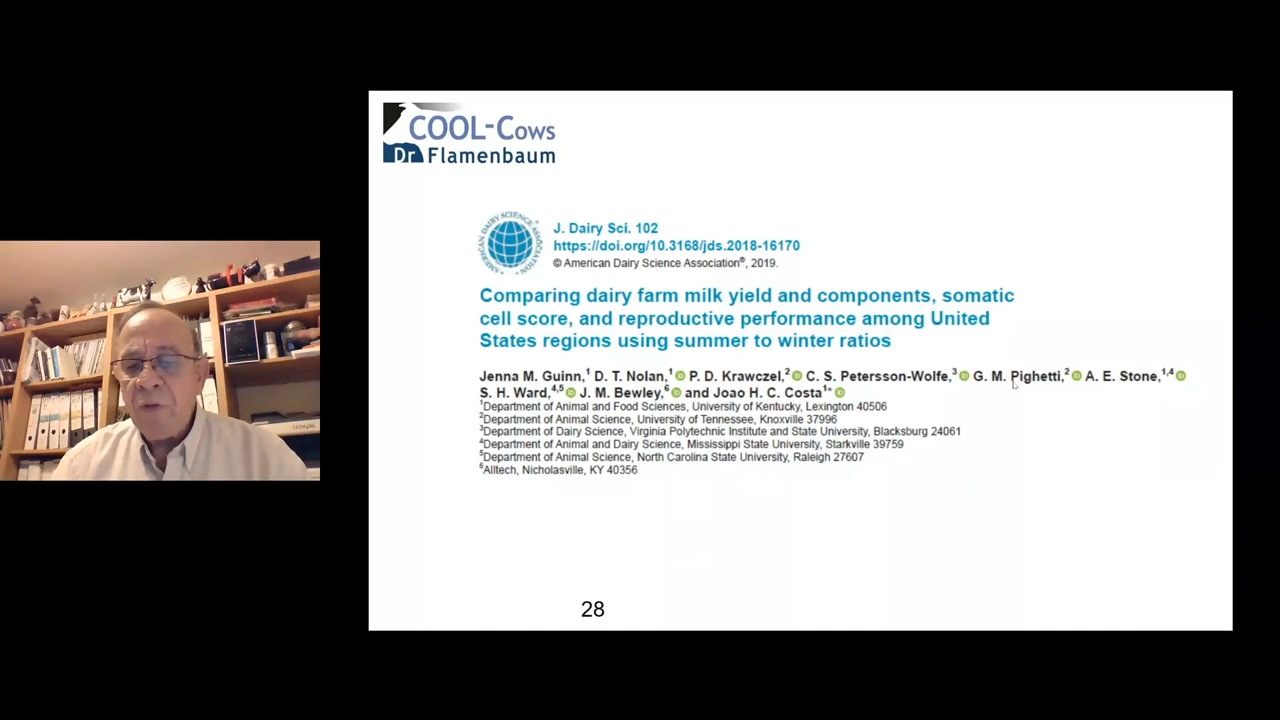 COOL-Cows
Dr Flamenbaum
AMERICAN DAIRY SCIENCE ASSOCIATION
J. Dairy Sci. 102
https://doi.org/10.3168/jds.2018-16170
© American Dairy Science Association®, 2019.
Comparing dairy farm milk yield and components, somatic
cell score, and reproductive performance among United
States regions using summer to winter ratios
Jenna M. Guinn,1 D. T. Nolan,1 P. D. Krawczel,2 C. S. Petersson-Wolfe,3 G. M. Pighetti,2 A. E. Stone,1,4
S. H. Ward,4,5 J. M. Bewley,6 and Joao H. C. Costa1*
1Department of Animal and Food Sciences, University of Kentucky, Lexington 40506
2Department of Animal Science, University of Tennessee, Knoxville 37996
3Department of Dairy Science, Virginia Polytechnic Institute and State University, Blacksburg 24061
4Department of Animal and Dairy Science, Mississippi State University, Starkville 39759
5Department of Animal Science, North Carolina State University, Raleigh 27607
6Alltech, Nicholasville, KY 40356
28